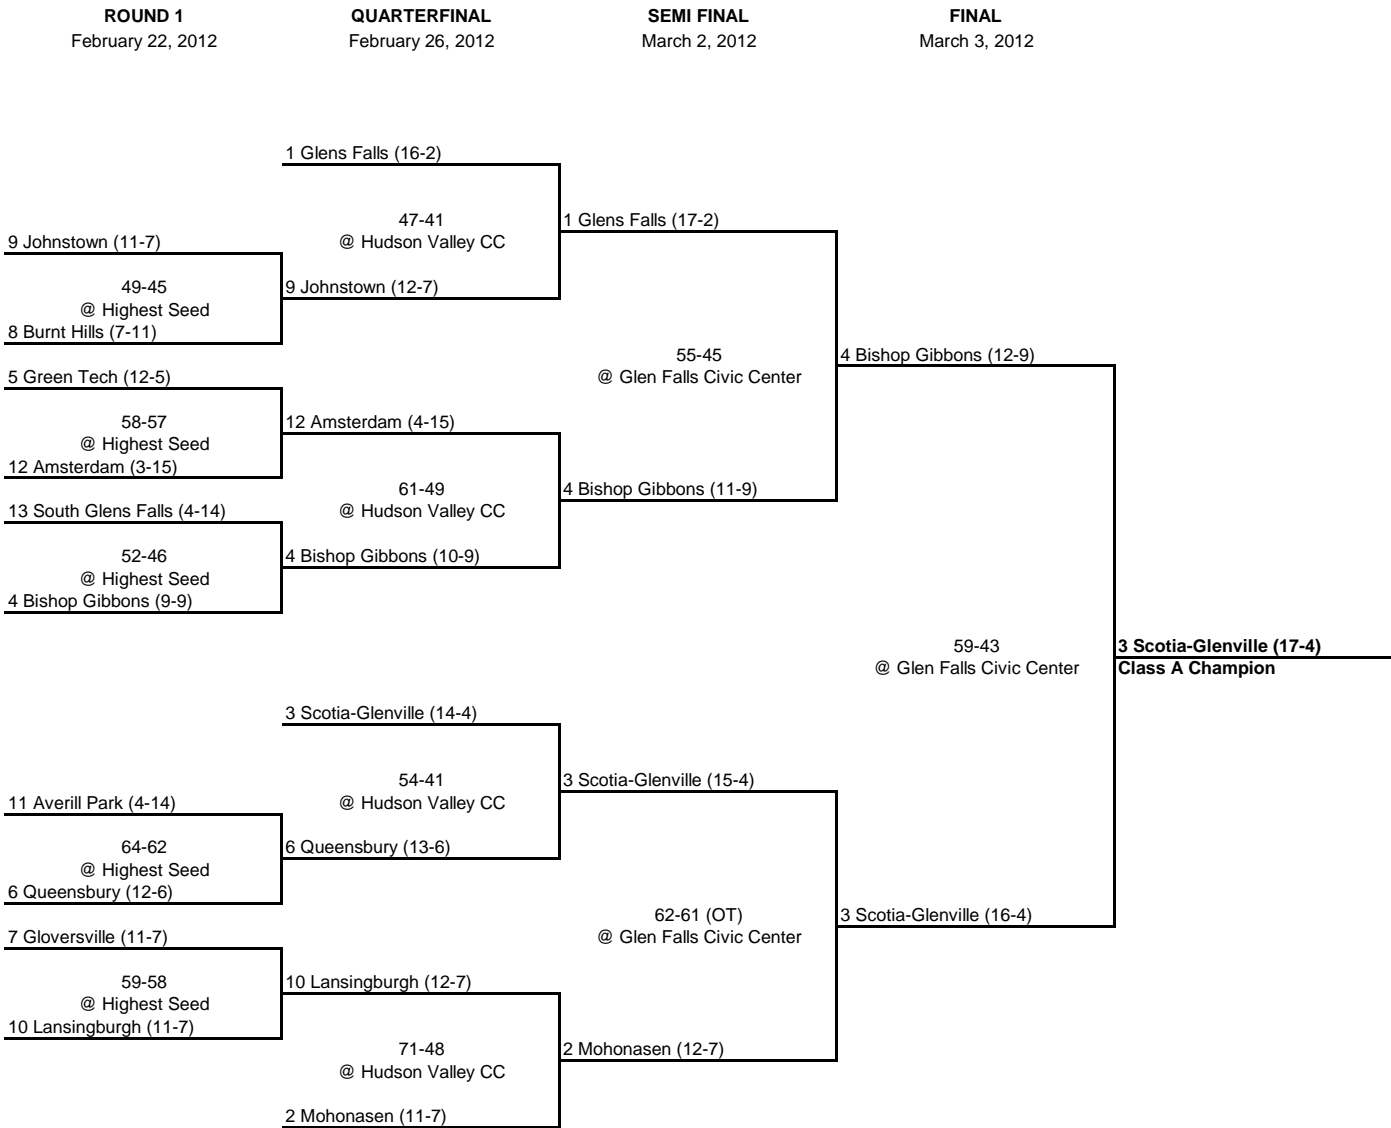 ROUND 1
February 22, 2012
QUARTERFINAL
February 26, 2012
SEMI FINAL
March 2, 2012
FINAL
March 3, 2012
1 Glens Falls (16-2)
47-41
@ Hudson Valley CC
1 Glens Falls (17-2)
9 Johnstown (11-7)
49-45
@ Highest Seed
9 Johnstown (12-7)
8 Burnt Hills (7-11)
55-45
@ Glen Falls Civic Center
4 Bishop Gibbons (12-9)
5 Green Tech (12-5)
58-57
@ Highest Seed
12 Amsterdam (4-15)
12 Amsterdam (3-15)
61-49
@ Hudson Valley CC
4 Bishop Gibbons (11-9)
13 South Glens Falls (4-14)
52-46
@ Highest Seed
4 Bishop Gibbons (10-9)
4 Bishop Gibbons (9-9)
59-43
@ Glen Falls Civic Center
3 Scotia-Glenville (17-4)
Class A Champion
3 Scotia-Glenville (14-4)
54-41
@ Hudson Valley CC
3 Scotia-Glenville (15-4)
11 Averill Park (4-14)
64-62
@ Highest Seed
6 Queensbury (13-6)
6 Queensbury (12-6)
62-61 (OT)
@ Glen Falls Civic Center
3 Scotia-Glenville (16-4)
7 Gloversville (11-7)
59-58
@ Highest Seed
10 Lansingburgh (12-7)
10 Lansingburgh (11-7)
71-48
@ Hudson Valley CC
2 Mohonasen (12-7)
2 Mohonasen (11-7)